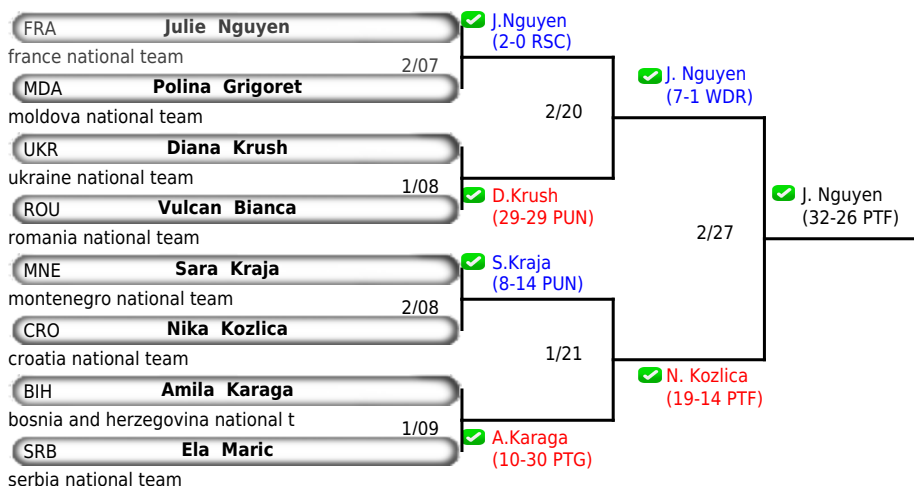 FRA Julie Nguyen
france national team
2/07
MDA Polina Grigoret
moldova national team
J.Nguyen
(2-0 RSC)
UKR Diana Krush
ukraine national team
1/08
ROU Vulcan Bianca
romania national team
D.Krush
(29-29 PUN)
2/20
J. Nguyen
(7-1 WDR)
MNE Sara Kraja
montenegro national team
2/08
CRO Nika Kozlica
croatia national team
S.Kraja
(8-14 PUN)
BIH Amila Karaga
bosnia and herzegovina national t
1/09
SRB Ela Maric
serbia national team
A.Karaga
(10-30 PTG)
1/21
N. Kozlica
(19-14 PTF)
2/27
J. Nguyen
(32-26 PTF)